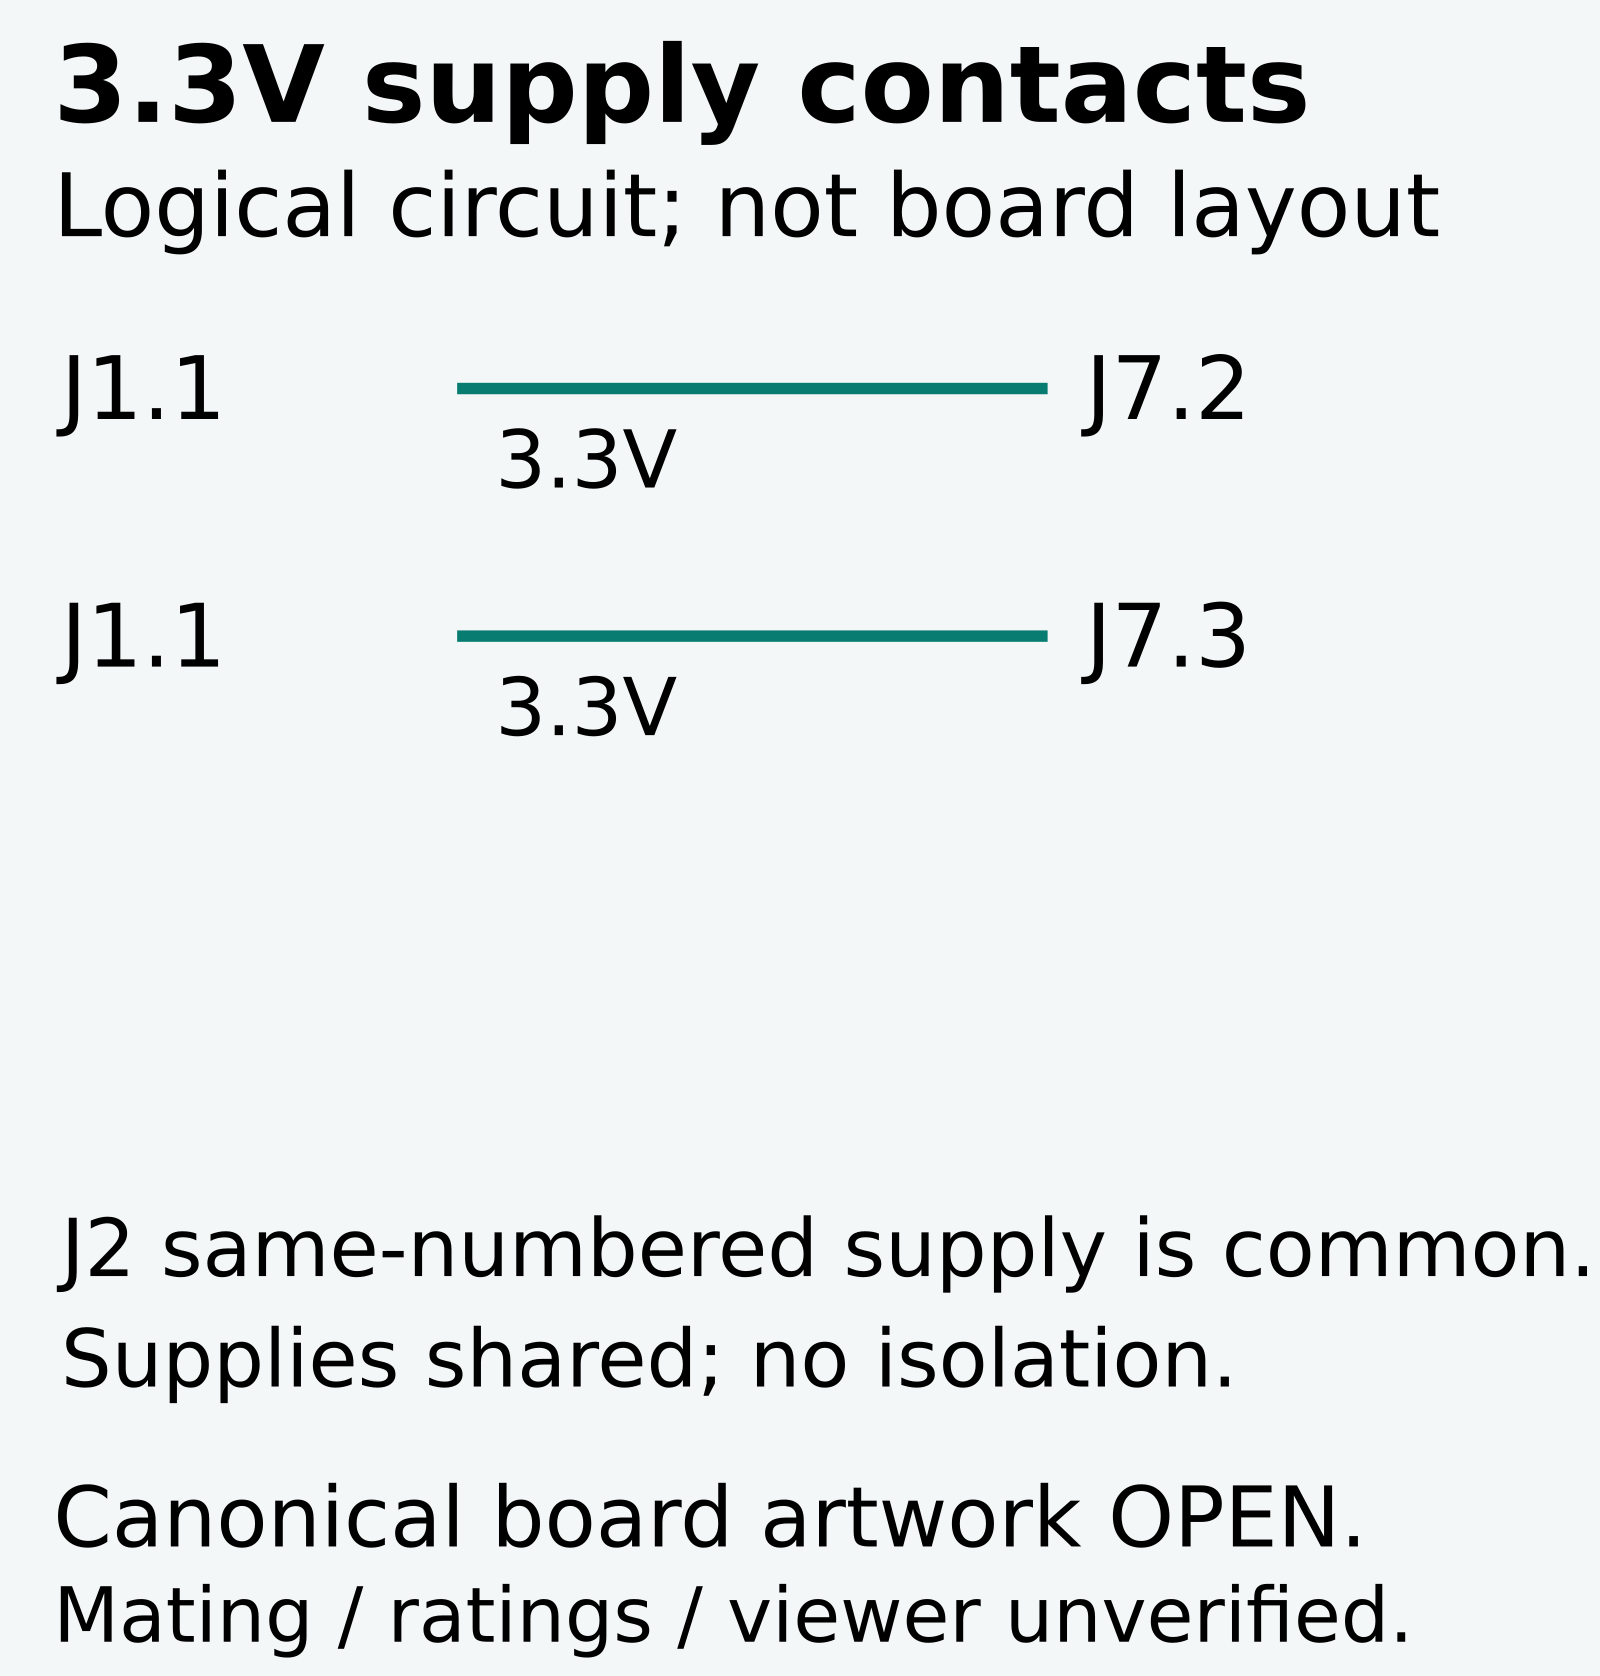 3.3V supply contacts
Logical circuit; not board layout
J1.1 J7.2
3.3V
J1.1 J7.3
3.3V
J2 same-numbered supply is common.
Supplies shared; no isolation.
Canonical board artwork OPEN.
Mating / ratings / viewer unverified.